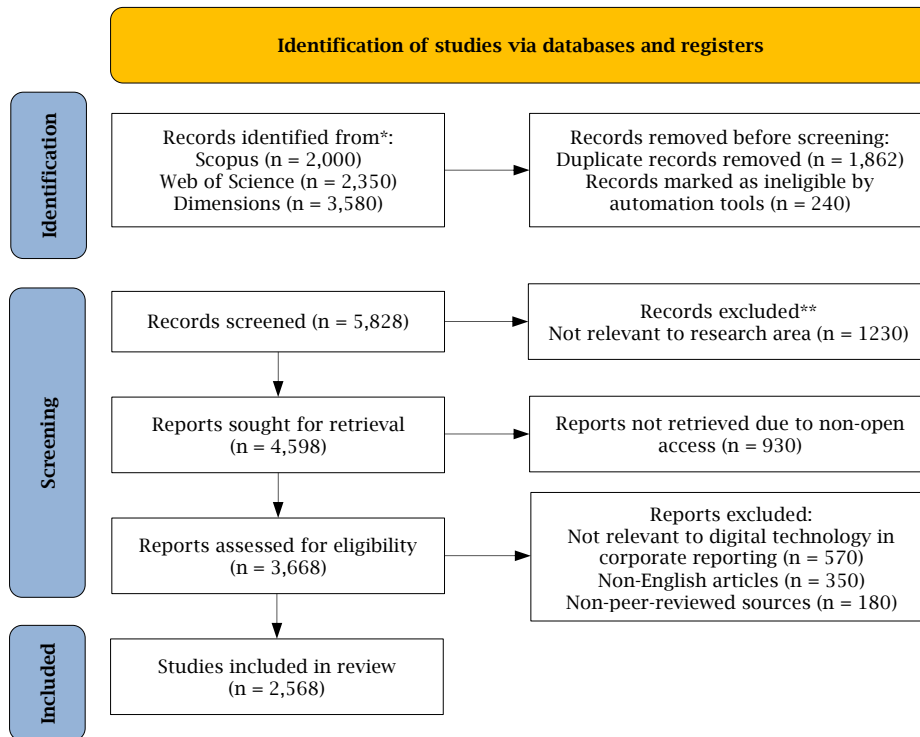 Identification of studies via databases and registers
Identification
Records identified from*:
Scopus (n = 2,000)
Web of Science (n = 2,350)
Dimensions (n = 3,580)
Records removed before screening:
Duplicate records removed (n = 1,862)
Records marked as ineligible by
automation tools (n = 240)
Screening
Records screened (n = 5,828)
Records excluded**
Not relevant to research area (n = 1230)
Reports sought for retrieval
(n = 4,598)
Reports not retrieved due to non-open
access (n = 930)
Reports assessed for eligibility
(n = 3,668)
Reports excluded:
Not relevant to digital technology in
corporate reporting (n = 570)
Non-English articles (n = 350)
Non-peer-reviewed sources (n = 180)
Included
Studies included in review
(n = 2,568)